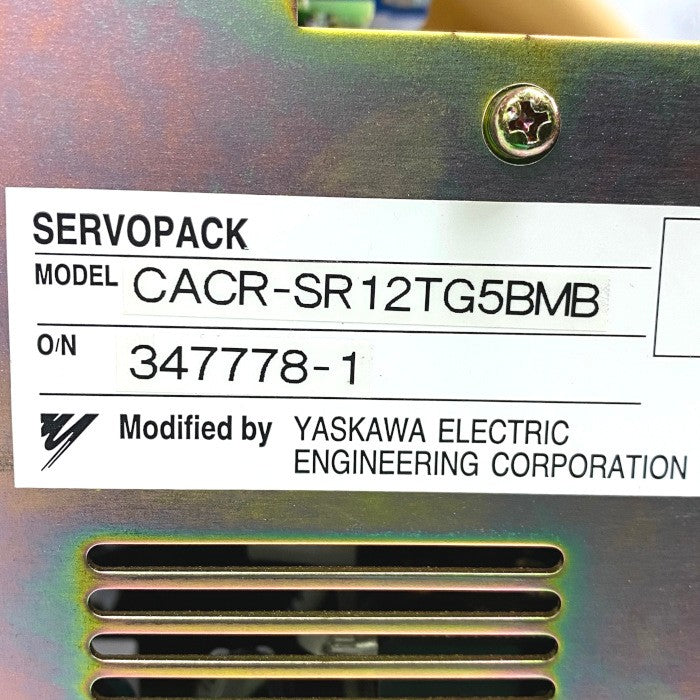 SERVOPACK
MODEL CACR-SR12TG5BMB
O/N 347778-1
Modified by YASKAWA ELECTRIC
ENGINEERING CORPORATION